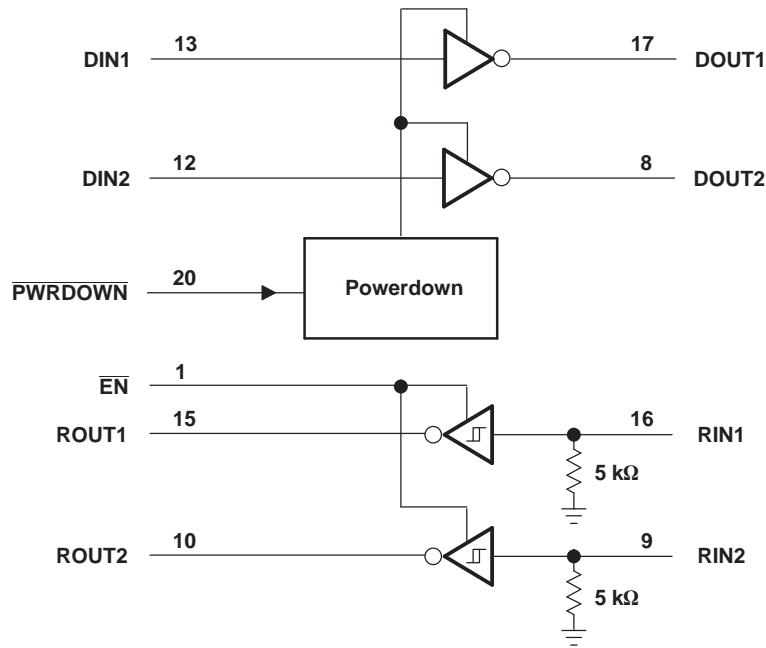 DIN1 13 17 DOUT1
DIN2 12 8 DOUT2
PWRDOWN 20 Powerdown
EN 1
ROUT1 15 16 RIN1
5 kΩ
ROUT2 10 9 RIN2
5 kΩ